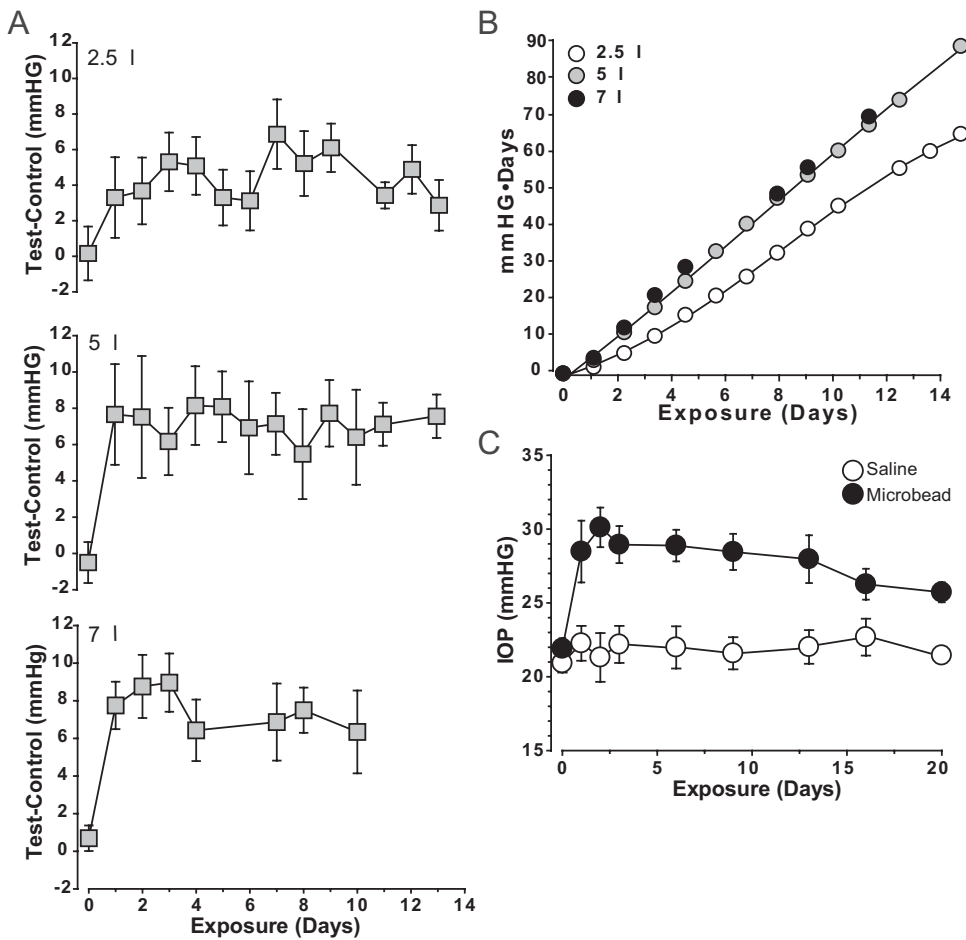 A
12
2.5 l
10
8
6
4
2
0
-2
Test-Control (mmHG)
12
5 l
10
8
6
4
2
0
-2
Test-Control (mmHG)
12
7 l
10
8
6
4
2
0
-2
Test-Control (mmHg)
0 2 4 6 8 10 12 14
Exposure (Days)
B
90
80
70
60
50
40
30
20
10
0
mmHG•Days
2.5 l
5 l
7 l
0 2 4 6 8 10 12 14
Exposure (Days)
C
35
30
25
20
15
IOP (mmHG)
Saline
Microbead
0 5 10 15 20
Exposure (Days)